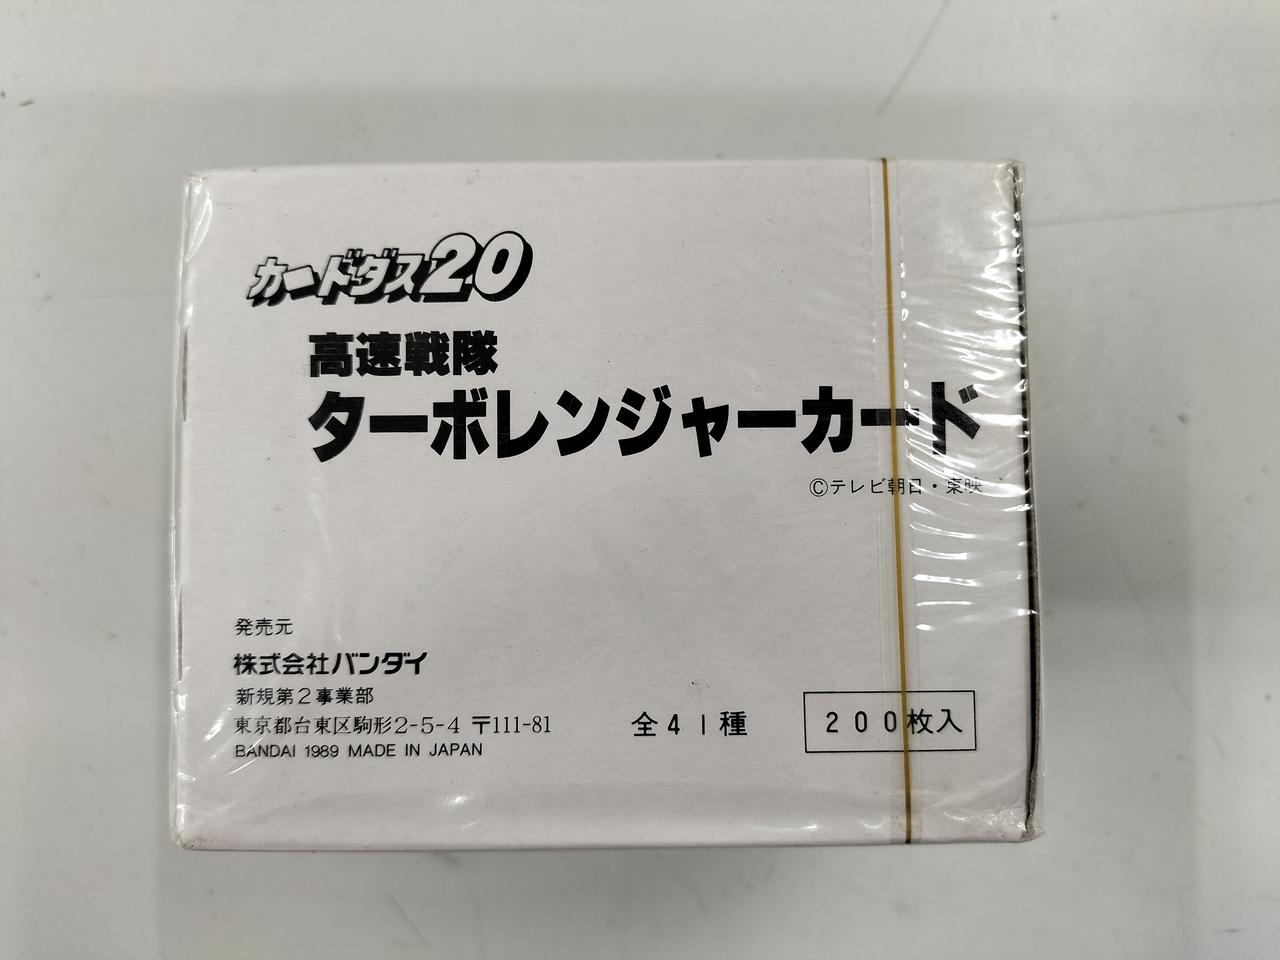 カードダス20
高速戦隊
ターボレンジャーカード
©テレビ朝日・東映
発売元
株式会社バンダイ
新規第2事業部
東京都台東区駒形2-5-4 〒111-81
BANDAI 1989 MADE IN JAPAN
全41種
200枚入